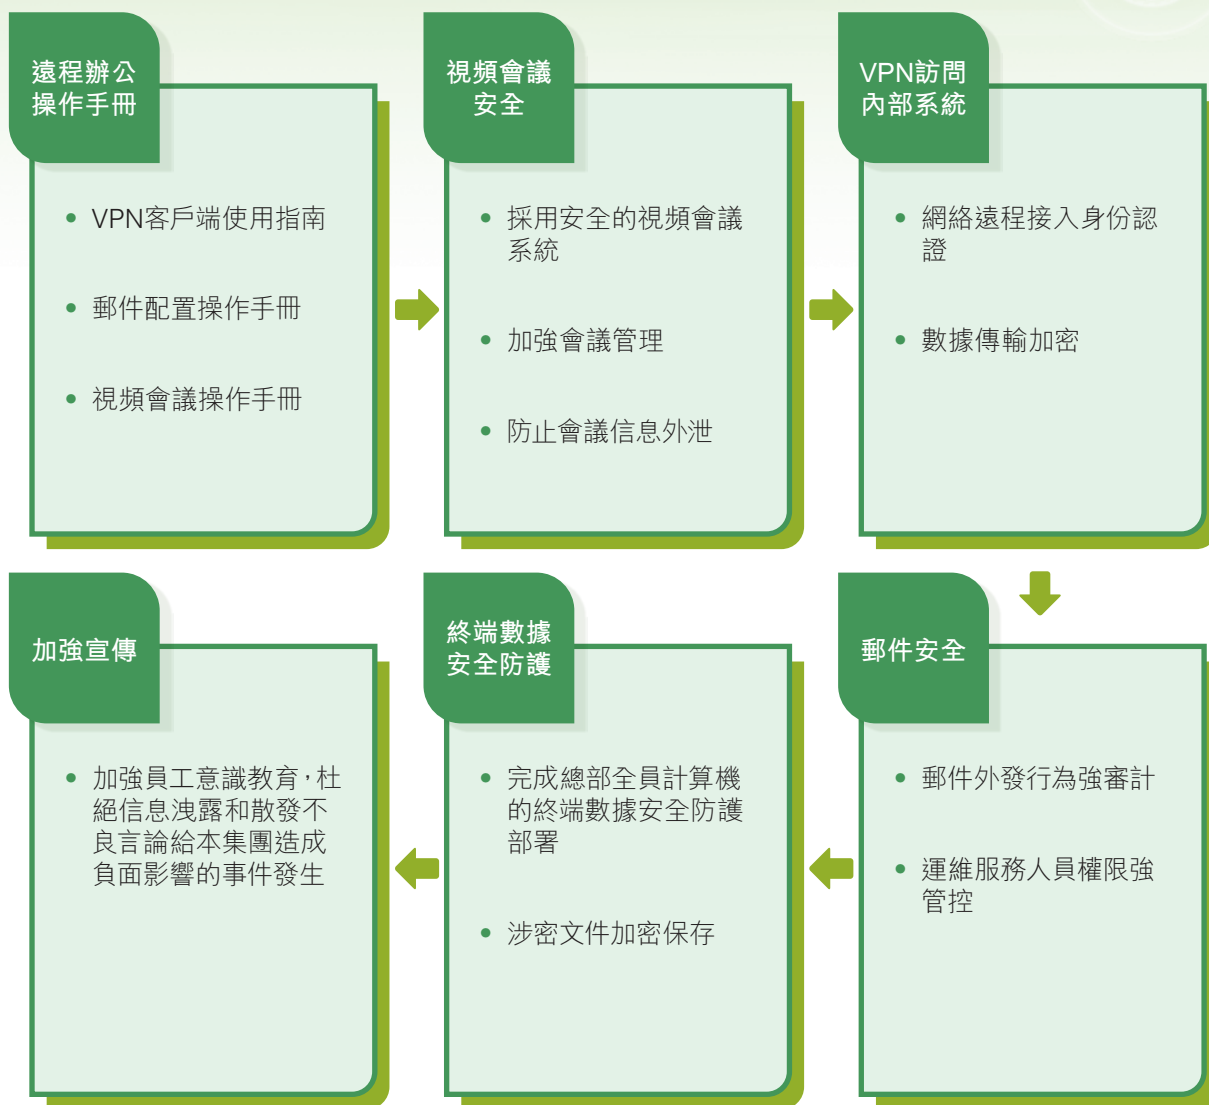 遠程辦公
操作手冊
• VPN客戶端使用指南
• 郵件配置操作手冊
• 視頻會議操作手冊
視頻會議
安全
• 採用安全的視頻會議
系統
• 加強會議管理
• 防止會議信息外泄
VPN訪問
內部系統
• 網絡遠程接入身份認
證
• 數據傳輸加密
郵件安全
• 郵件外發行為強審計
• 運維服務人員權限強
管控
終端數據
安全防護
• 完成總部全員計算機
的終端數據安全防護
部署
• 涉密文件加密保存
加強宣傳
• 加強員工意識教育，杜
絕信息洩露和散發不
良言論給本集團造成
負面影響的事件發生